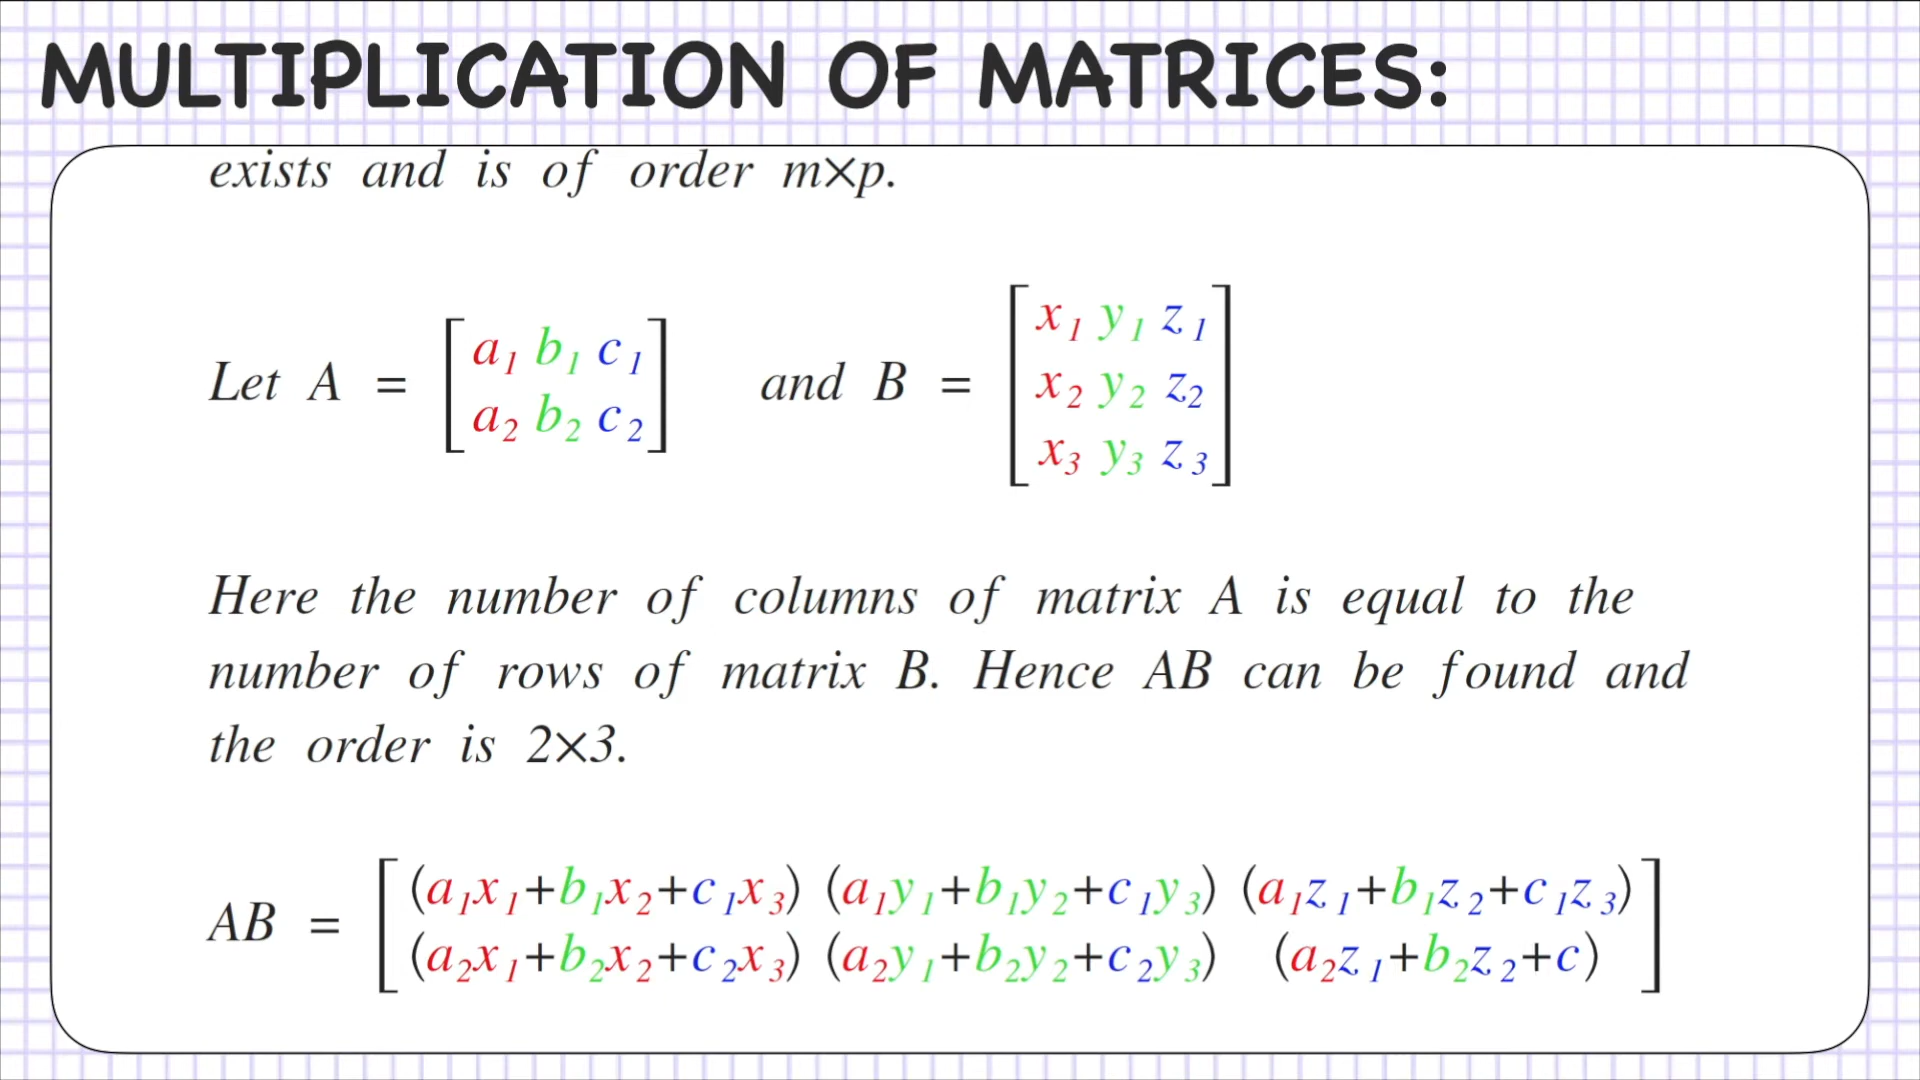 MULTIPLICATION OF MATRICES:
exists and is of order m×p.
Let A = [a₁ b₁ c₁
a₂ b₂ c₂] and B = [x₁ y₁ z₁
x₂ y₂ z₂
x₃ y₃ z₃]
Here the number of columns of matrix A is equal to the
number of rows of matrix B. Hence AB can be found and
the order is 2×3.
AB = [(a₁x₁+b₁x₂+c₁x₃) (a₁y₁+b₁y₂+c₁y₃) (a₁z₁+b₁z₂+c₁z₃)
(a₂x₁+b₂x₂+c₂x₃) (a₂y₁+b₂y₂+c₂y₃) (a₂z₁+b₂z₂+c)]